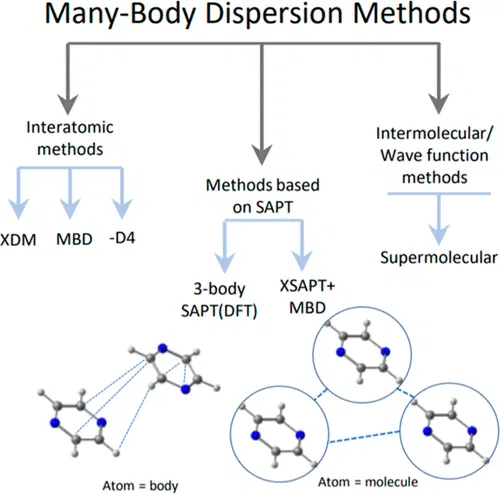 Many-Body Dispersion Methods
Interatomic
methods
XDM MBD -D4
Methods based
on SAPT
3-body
SAPT(DFT)
XSAPT+
MBD
Intermolecular/
Wave function
methods
Supermolecular
Atom = body
Atom = molecule